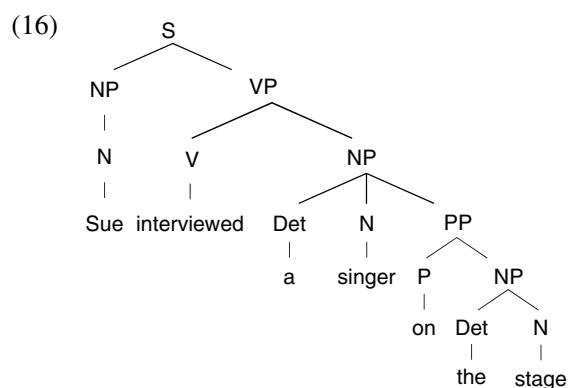 (16)
S
NP VP
N V NP
Sue interviewed Det N PP
a singer P NP
on Det N
the stage